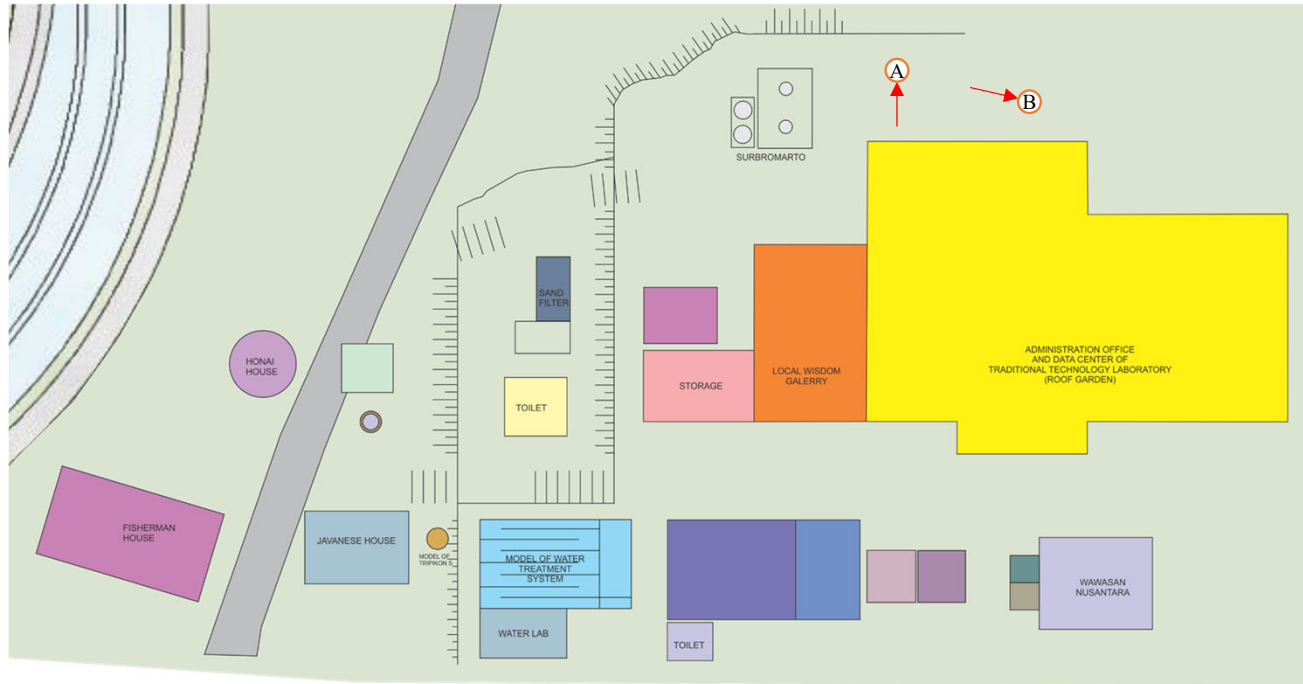 A
B
SURBROMARTO
SAND
FILTER
HONAI
HOUSE
TOILET
STORAGE
LOCAL WISDOM
GALERRY
ADMINISTRATION OFFICE
AND DATA CENTER OF
TRADITIONAL TECHNOLOGY LABORATORY
(ROOF GARDEN)
FISHERMAN
HOUSE
JAVANESE HOUSE
MODEL OF
TRIPIKON S
MODEL OF WATER
TREATMENT
SYSTEM
WATER LAB
TOILET
WAWASAN
NUSANTARA